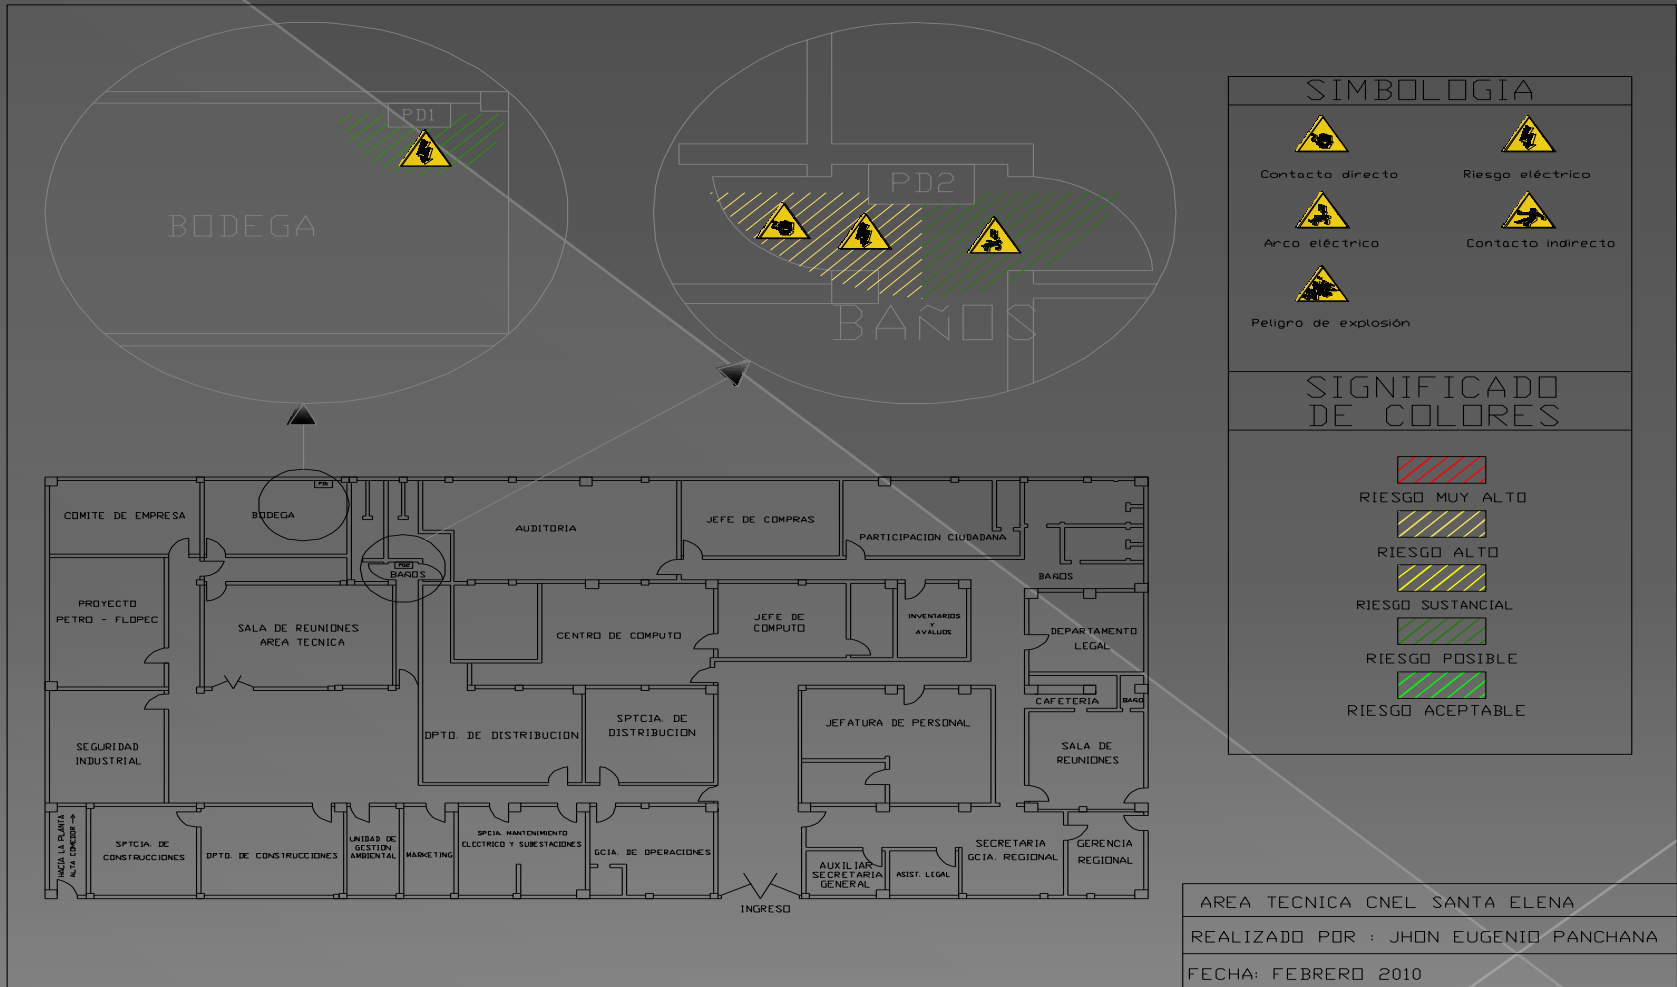 PD1
BODEGA
PD2
BAÑOS
SIMBOLOGIA
Contacto directo
Riesgo eléctrico
Arco eléctrico
Contacto indirecto
Peligro de explosión
SIGNIFICADO
DE COLORES
RIESGO MUY ALTO
RIESGO ALTO
RIESGO SUSTANCIAL
RIESGO POSIBLE
RIESGO ACEPTABLE
COMITE DE EMPRESA
PD1
BODEGA
PD2
BAÑOS
AUDITORIA
JEFE DE COMPRAS
PARTICIPACION CIUDADANA
BAÑOS
PROYECTO
PETRO - FLOPEC
SALA DE REUNIONES
AREA TECNICA
CENTRO DE COMPUTO
JEFE DE
COMPUTO
INVENTARIOS
Y
AVALUOS
DEPARTAMENTO
LEGAL
CAFETERIA
BAÑO
SEGURIDAD
INDUSTRIAL
DPTO. DE DISTRIBUCION
SPTCIA. DE
DISTRIBUCION
JEFATURA DE PERSONAL
SALA DE
REUNIONES
HACIA LA PLANTA
ALTA COMEDOR
SPTCIA. DE
CONSTRUCCIONES
DPTO. DE CONSTRUCCIONES
UNIDAD DE
GESTION
AMBIENTAL
MARKETING
SPCIA. MANTENIMIENTO
ELECTRICO Y SUBESTACIONES
GCIA. DE OPERACIONES
INGRESO
AUXILIAR
SECRETARIA
GENERAL
ASIST. LEGAL
SECRETARIA
GCIA. REGIONAL
GERENCIA
REGIONAL
AREA TECNICA CNEL SANTA ELENA
REALIZADO POR : JHON EUGENIO PANCHANA
FECHA: FEBRERO 2010